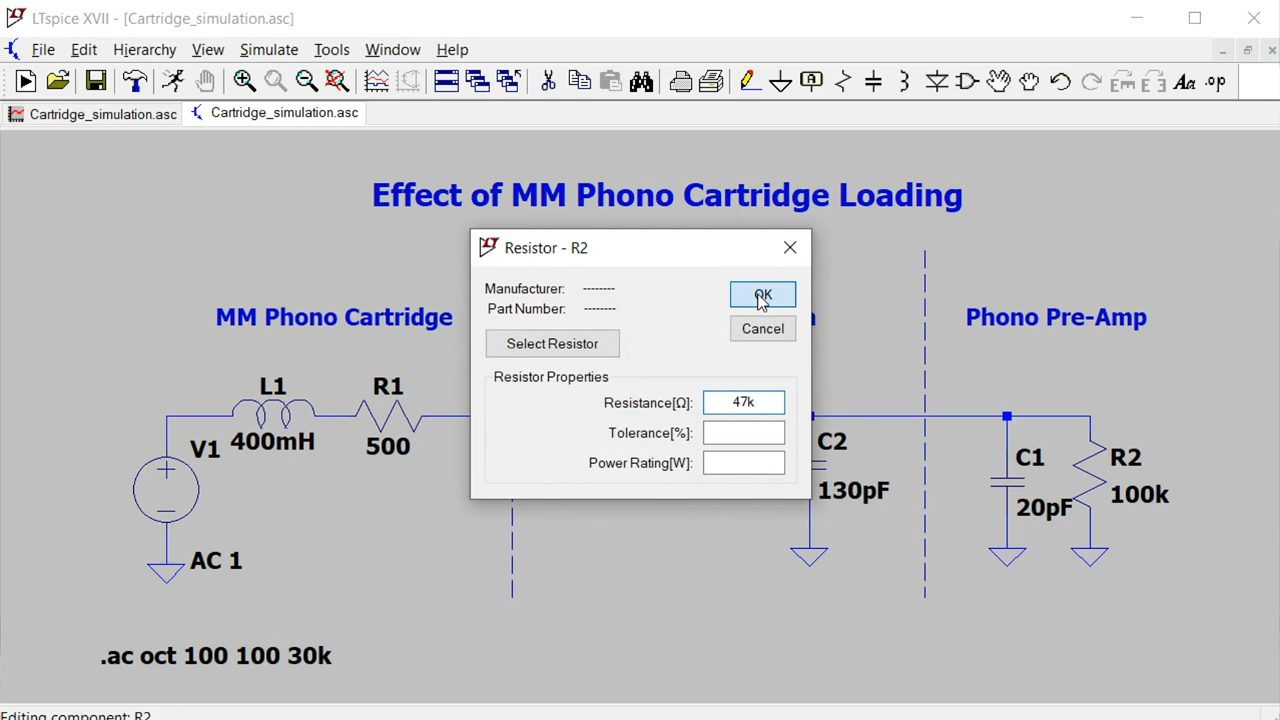 LTspice XVII - [Cartridge_simulation.asc]
File Edit Hierarchy View Simulate Tools Window Help
Cartridge_simulation.asc Cartridge_simulation.asc
Effect of MM Phono Cartridge Loading
Resistor - R2
Manufacturer: --------
OK
Part Number: --------
MM Phono Cartridge
Phono Pre-Amp
Cancel
Select Resistor
Resistor Properties
L1 R1
Resistance[Ω]: 47k
Tolerance[%]:
V1 400mH 500
C2
C1 R2
Power Rating[W]:
130pF 20pF 100k
AC 1
.ac oct 100 100 30k
Editing component: R2